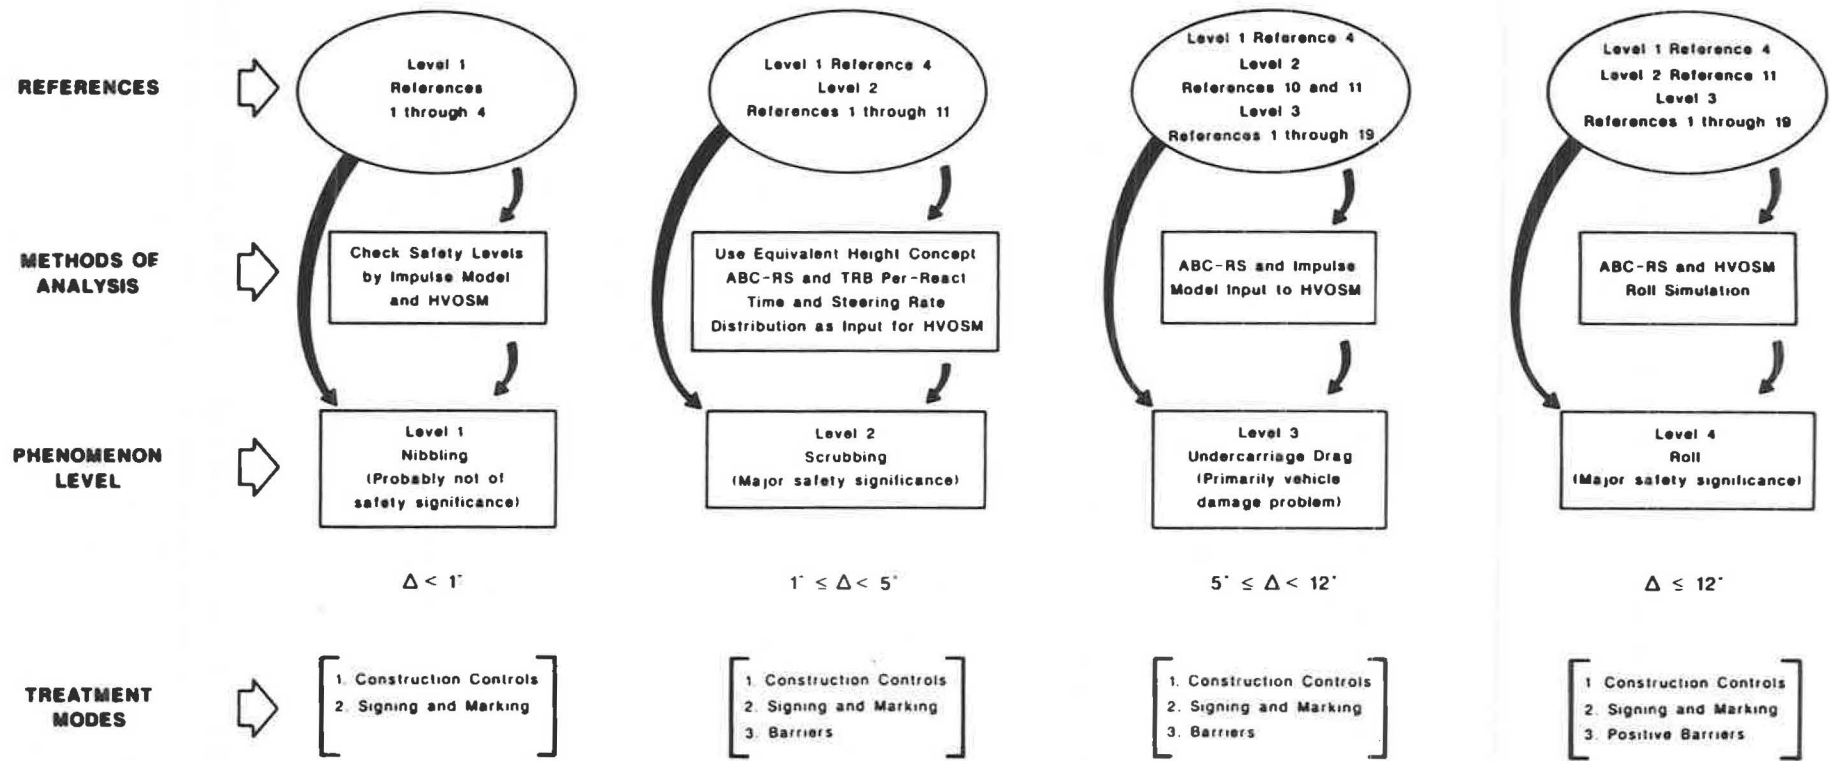 REFERENCES
Level 1
References
1 through 4
Level 1 Reference 4
Level 2
References 1 through 11
Level 1 Reference 4
Level 2
References 10 and 11
Level 3
References 1 through 19
Level 1 Reference 4
Level 2 Reference 11
Level 3
References 1 through 19
METHODS OF
ANALYSIS
Check Safety Levels
by Impulse Model
and HVOSM
Use Equivalent Height Concept
ABC-RS and TRB Per-React
Time and Steering Rate
Distribution as Input for HVOSM
ABC-RS and Impulse
Model Input to HVOSM
ABC-RS and HVOSM
Roll Simulation
PHENOMENON
LEVEL
Level 1
Nibbling
(Probably not of
safety significance)
Level 2
Scrubbing
(Major safety significance)
Level 3
Undercarriage Drag
(Primarily vehicle
damage problem)
Level 4
Roll
(Major safety significance)
Δ < 1"
1" ≤ Δ < 5"
5" ≤ Δ < 12"
Δ ≤ 12"
TREATMENT
MODES
1. Construction Controls
2. Signing and Marking
1. Construction Controls
2. Signing and Marking
3. Barriers
1. Construction Controls
2. Signing and Marking
3. Barriers
1 Construction Controls
2. Signing and Marking
3. Positive Barriers